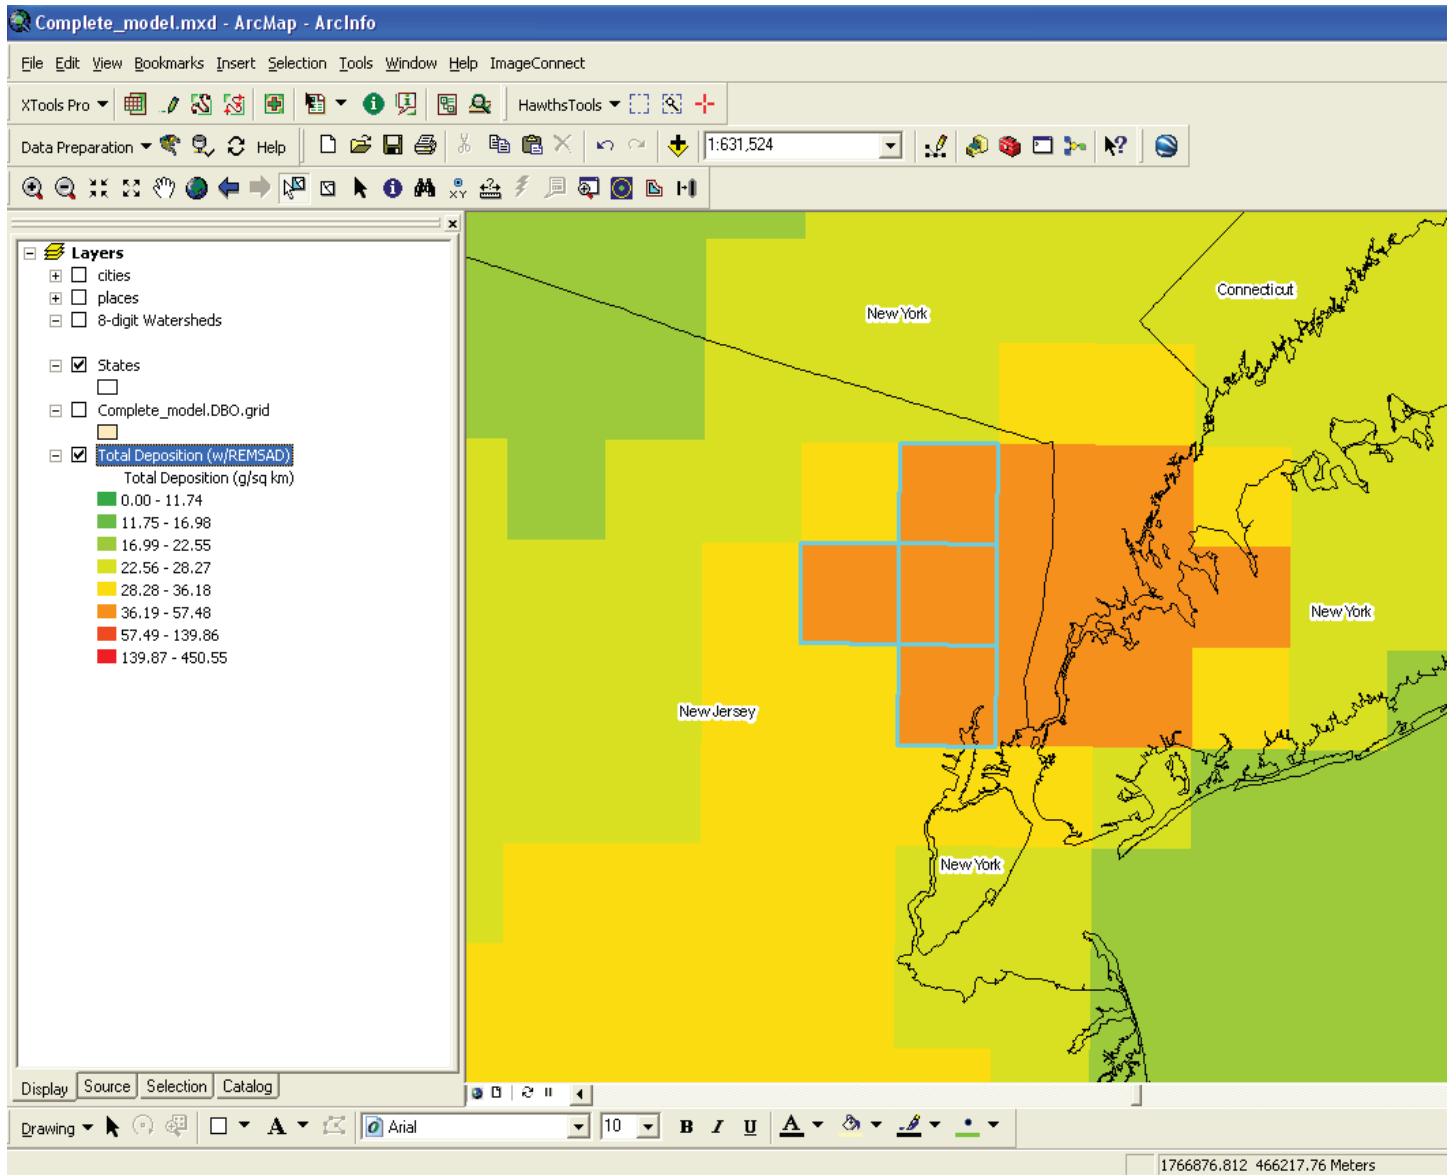 Complete_model.mxd - ArcMap - ArcInfo
File Edit View Bookmarks Insert Selection Tools Window Help ImageConnect
XTools Pro HawthsTools
Data Preparation Help 1:631,524
XY
Layers
cities
places
8-digit Watersheds
States
Complete_model.DBO.grid
Total Deposition (w/REMSAD)
Total Deposition (g/sq km)
0.00 - 11.74
11.75 - 16.98
16.99 - 22.55
22.56 - 28.27
28.28 - 36.18
36.19 - 57.48
57.49 - 139.86
139.87 - 450.55
Connecticut
New York
New York
New Jersey
New York
Display Source Selection Catalog
Drawing A Arial 10 B I U A
1766876.812 466217.76 Meters